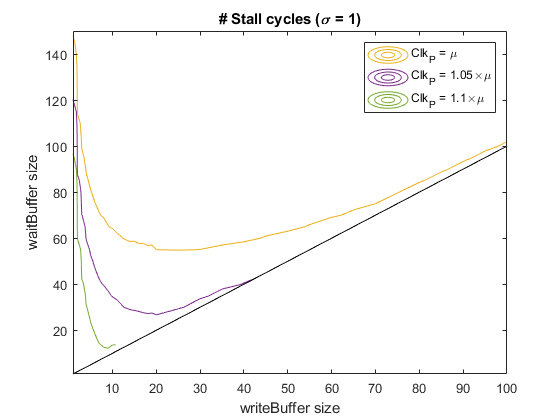 # Stall cycles (σ = 1)
Clk_P = μ
Clk_P = 1.05×μ
Clk_P = 1.1×μ
140
120
100
80
60
40
20
waitBuffer size
10 20 30 40 50 60 70 80 90 100
writeBuffer size